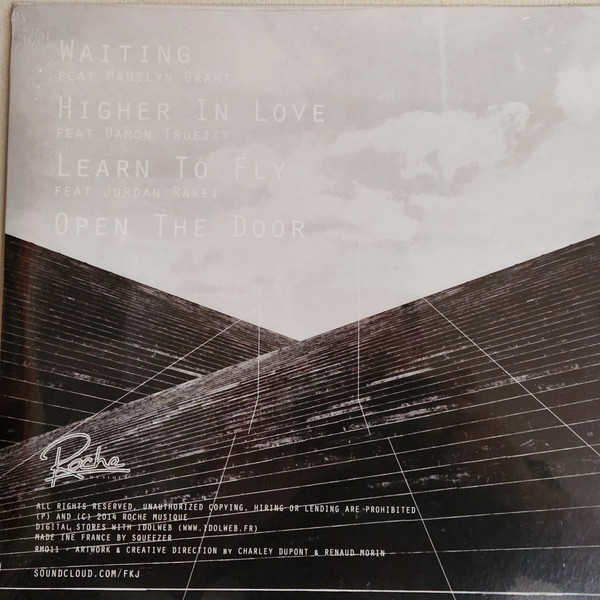 Waiting
feat Madelyn Grant
Higher In Love
feat Damon Trueitt
Learn To Fly
feat Jordan Rakei
Open The Door
Roche
MUSIQUE
ALL RIGHTS RESERVED. UNAUTHORIZED COPYING, HIRING OR LENDING ARE PROHIBITED
(P) AND (C) 2014 ROCHE MUSIQUE
DIGITAL STORES WITH IDOLWEB (WWW.IDOLWEB.FR)
MADE INE FRANCE BY SQUEEZER
RM011 - ARTWORK & CREATIVE DIRECTION BY CHARLEY DUPONT & RENAUD MORIN
SOUNDCLOUD.COM/FKJ